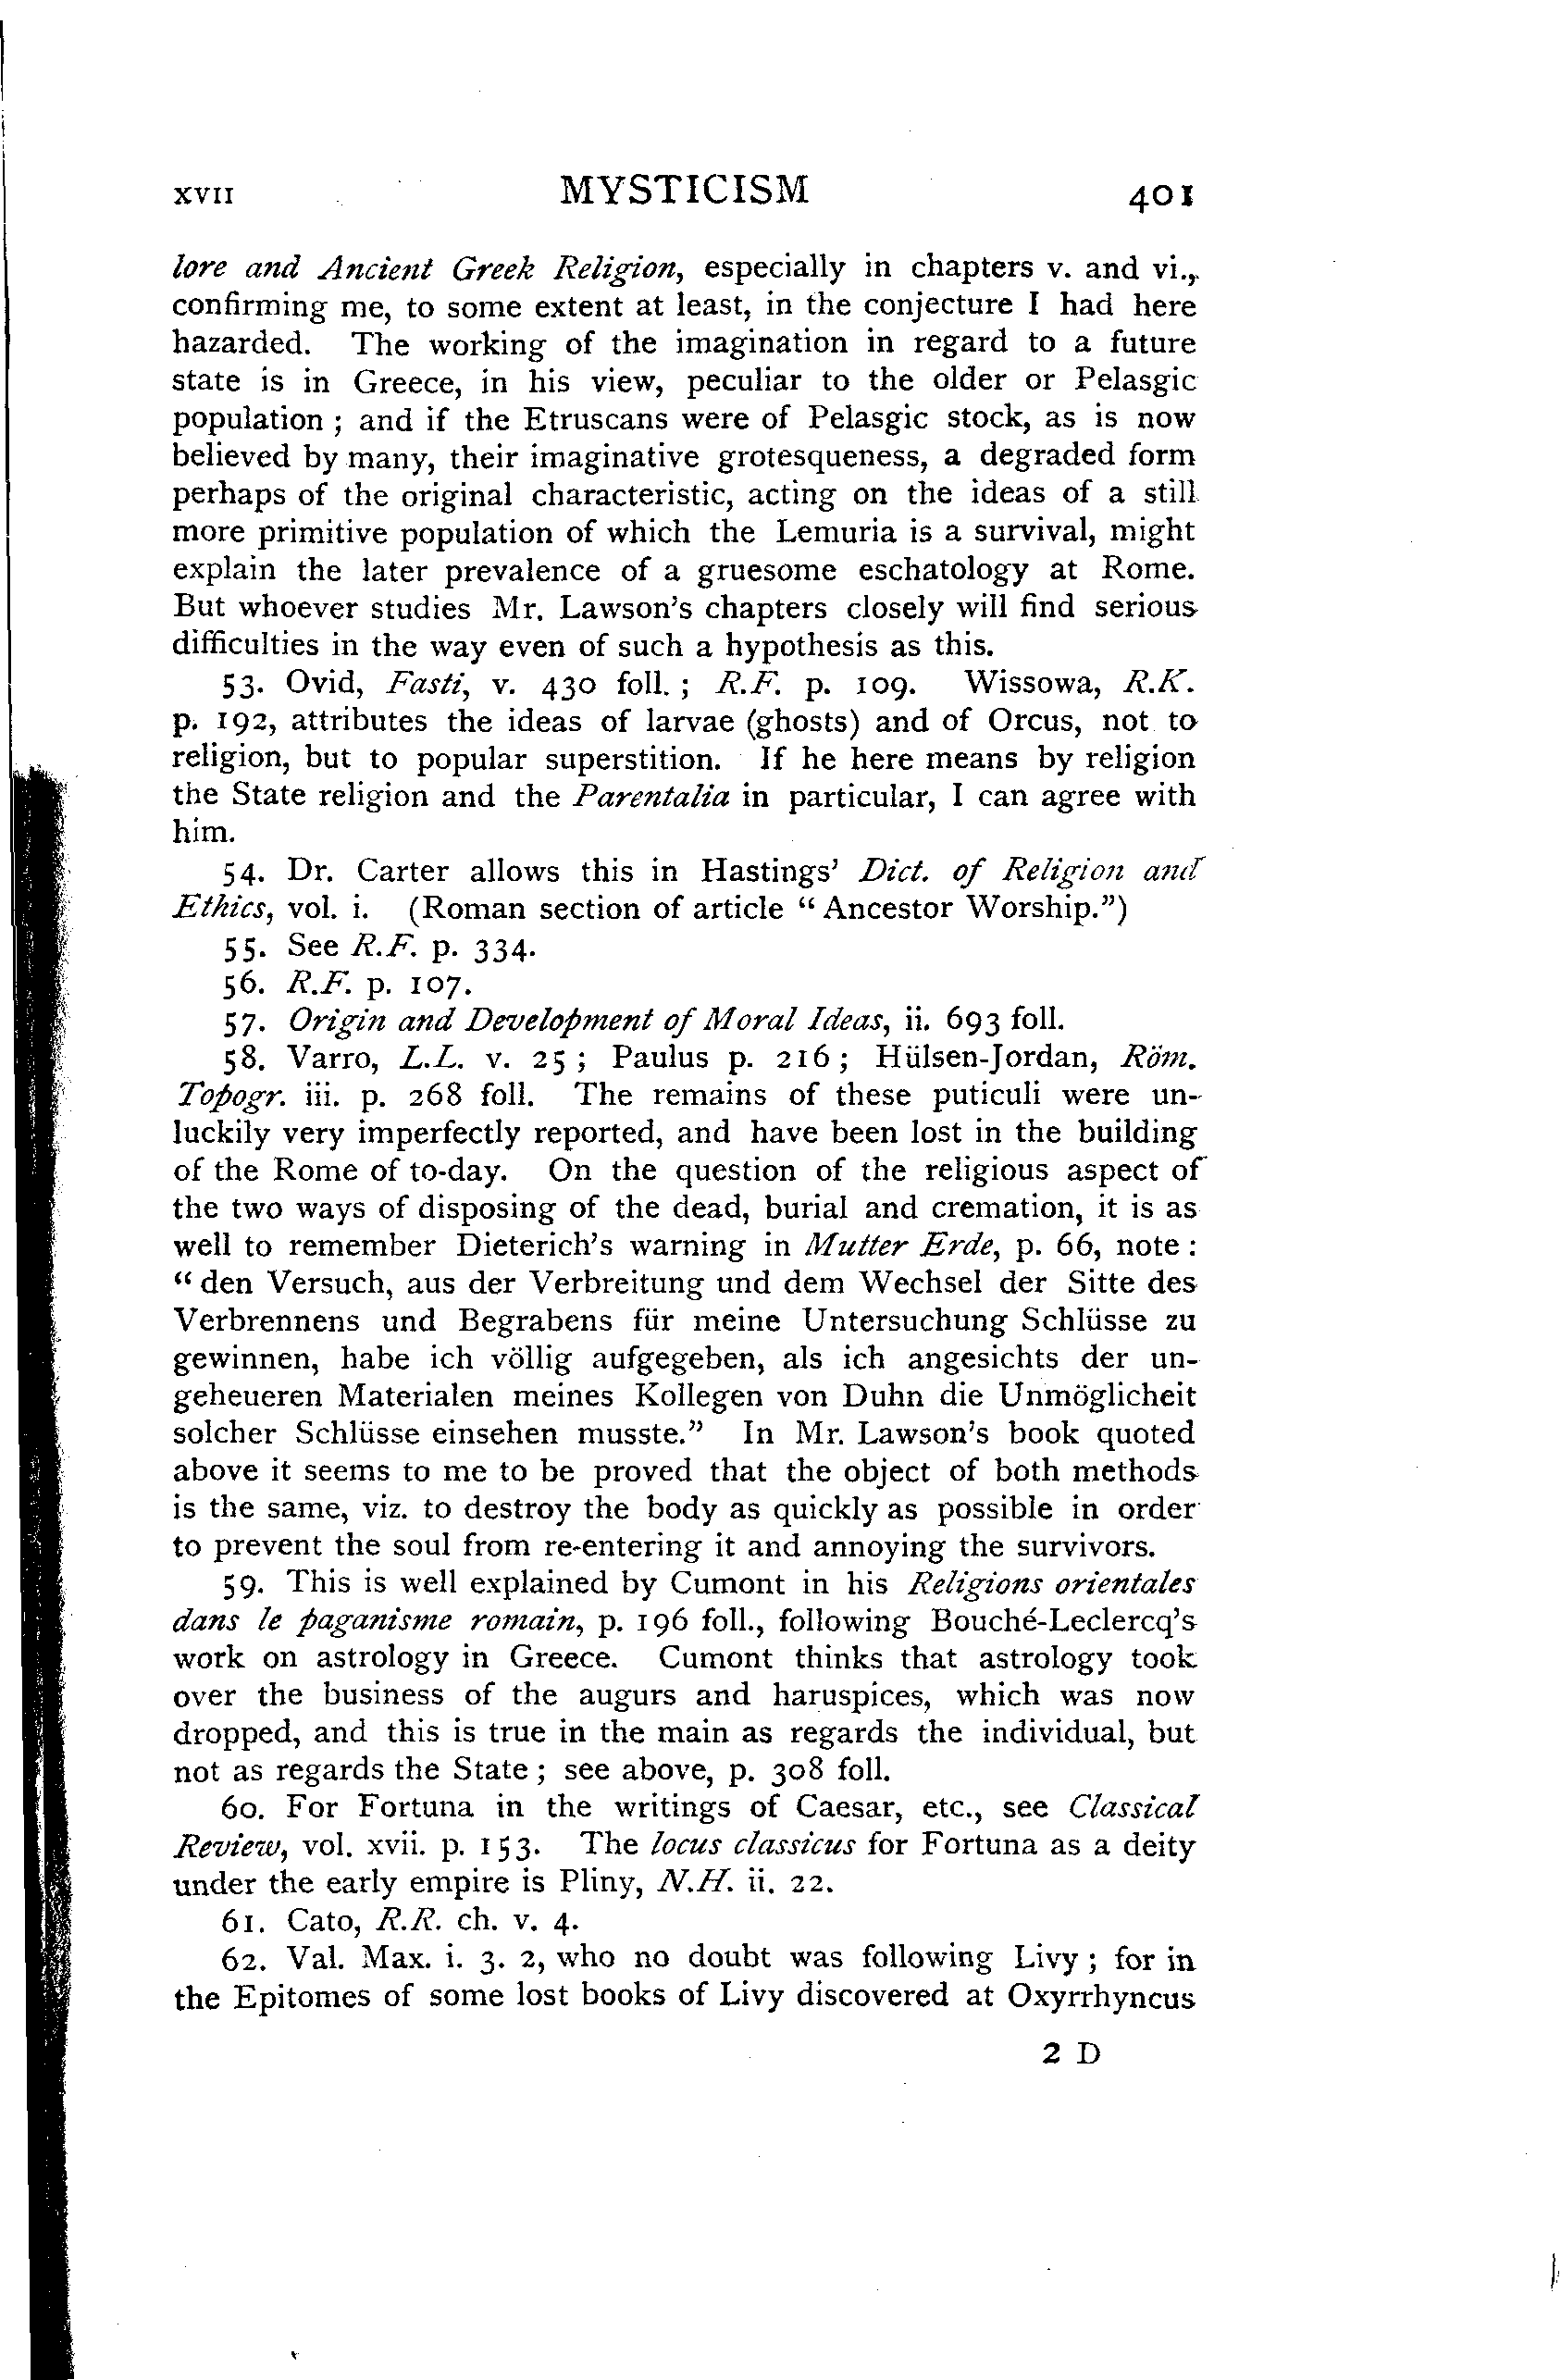 XVII MYSTICISM 401
lore and Ancient Greek Religion, especially in chapters v. and vi.,
confirming me, to some extent at least, in the conjecture I had here
hazarded. The working of the imagination in regard to a future
state is in Greece, in his view, peculiar to the older or Pelasgic
population ; and if the Etruscans were of Pelasgic stock, as is now
believed by many, their imaginative grotesqueness, a degraded form
perhaps of the original characteristic, acting on the ideas of a still
more primitive population of which the Lemuria is a survival, might
explain the later prevalence of a gruesome eschatology at Rome.
But whoever studies Mr. Lawson's chapters closely will find serious
difficulties in the way even of such a hypothesis as this.
53. Ovid, Fasti, v. 430 foll. ; R.F. p. 109. Wissowa, R.K.
p. 192, attributes the ideas of larvae (ghosts) and of Orcus, not to
religion, but to popular superstition. If he here means by religion
the State religion and the Parentalia in particular, I can agree with
him.
54. Dr. Carter allows this in Hastings' Dict. of Religion and
Ethics, vol. i. (Roman section of article “ Ancestor Worship.”)
55. See R.F. p. 334.
56. R.F. p. 107.
57. Origin and Development of Moral Ideas, ii. 693 foll.
58. Varro, L.L. v. 25 ; Paulus p. 216 ; Hülsen-Jordan, Röm.
Topogr. iii. p. 268 foll. The remains of these puticuli were un-
luckily very imperfectly reported, and have been lost in the building
of the Rome of to-day. On the question of the religious aspect of
the two ways of disposing of the dead, burial and cremation, it is as
well to remember Dieterich's warning in Mutter Erde, p. 66, note :
“ den Versuch, aus der Verbreitung und dem Wechsel der Sitte des
Verbrennens und Begrabens für meine Untersuchung Schlüsse zu
gewinnen, habe ich völlig aufgegeben, als ich angesichts der un-
geheueren Materialen meines Kollegen von Duhn die Unmöglicheit
solcher Schlüsse einsehen musste.” In Mr. Lawson's book quoted
above it seems to me to be proved that the object of both methods
is the same, viz. to destroy the body as quickly as possible in order
to prevent the soul from re-entering it and annoying the survivors.
59. This is well explained by Cumont in his Religions orientales
dans le paganisme romain, p. 196 foll., following Bouché-Leclercq's
work on astrology in Greece. Cumont thinks that astrology took
over the business of the augurs and haruspices, which was now
dropped, and this is true in the main as regards the individual, but
not as regards the State ; see above, p. 308 foll.
60. For Fortuna in the writings of Caesar, etc., see Classical
Review, vol. xvii. p. 153. The locus classicus for Fortuna as a deity
under the early empire is Pliny, N.H. ii. 22.
61. Cato, R.R. ch. v. 4.
62. Val. Max. i. 3. 2, who no doubt was following Livy ; for in
the Epitomes of some lost books of Livy discovered at Oxyrrhyncus
2 D